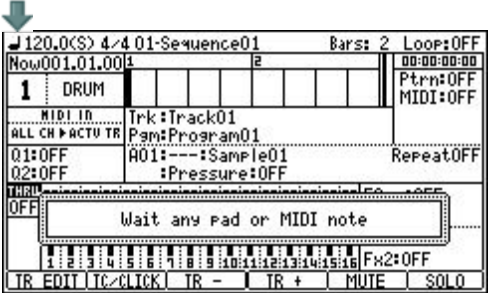 ♩120.0(S) 4/4 01-Sequence01 Bars: 2 Loop:OFF
Now001.01.00 1 2 00:00:00:00
1 DRUM Ptrn:OFF
MIDI:OFF
MIDI IN Trk:Track01
ALL CH▶ACTV TR Pgm:Program01
Q1:OFF A01:---:Sample01 RepeatOFF
Q2:OFF :Pressure:OFF
THRU
OFF
Wait any Pad or MIDI note
1 2 3 4 5 6 7 8 9 10 11 12 13 14 15 16 Fx2:OFF
TR EDIT TC/CLICK TR - TR + MUTE SOLO